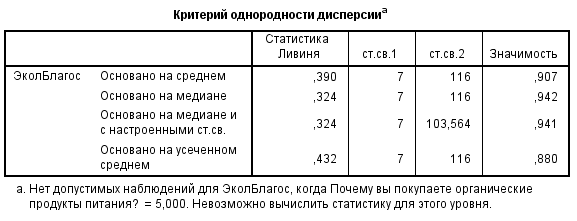 Критерий однородности дисперсииa
Статистика Ливиня ст.св.1 ст.св.2 Значимость
ЭколБлагос Основано на среднем ,390 7 116 ,907
Основано на медиане ,324 7 116 ,942
Основано на медиане и с настроенными ст.св. ,324 7 103,564 ,941
Основано на усеченном среднем ,432 7 116 ,880
a. Нет допустимых наблюдений для ЭколБлагос, когда Почему вы покупаете органические
продукты питания? = 5,000. Невозможно вычислить статистику для этого уровня.